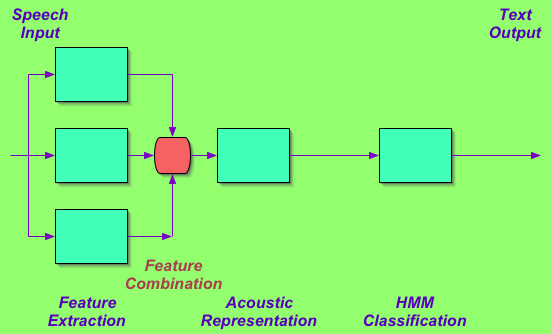 Speech
Input
Text
Output
Feature
Combination
Feature
Extraction
Acoustic
Representation
HMM
Classification